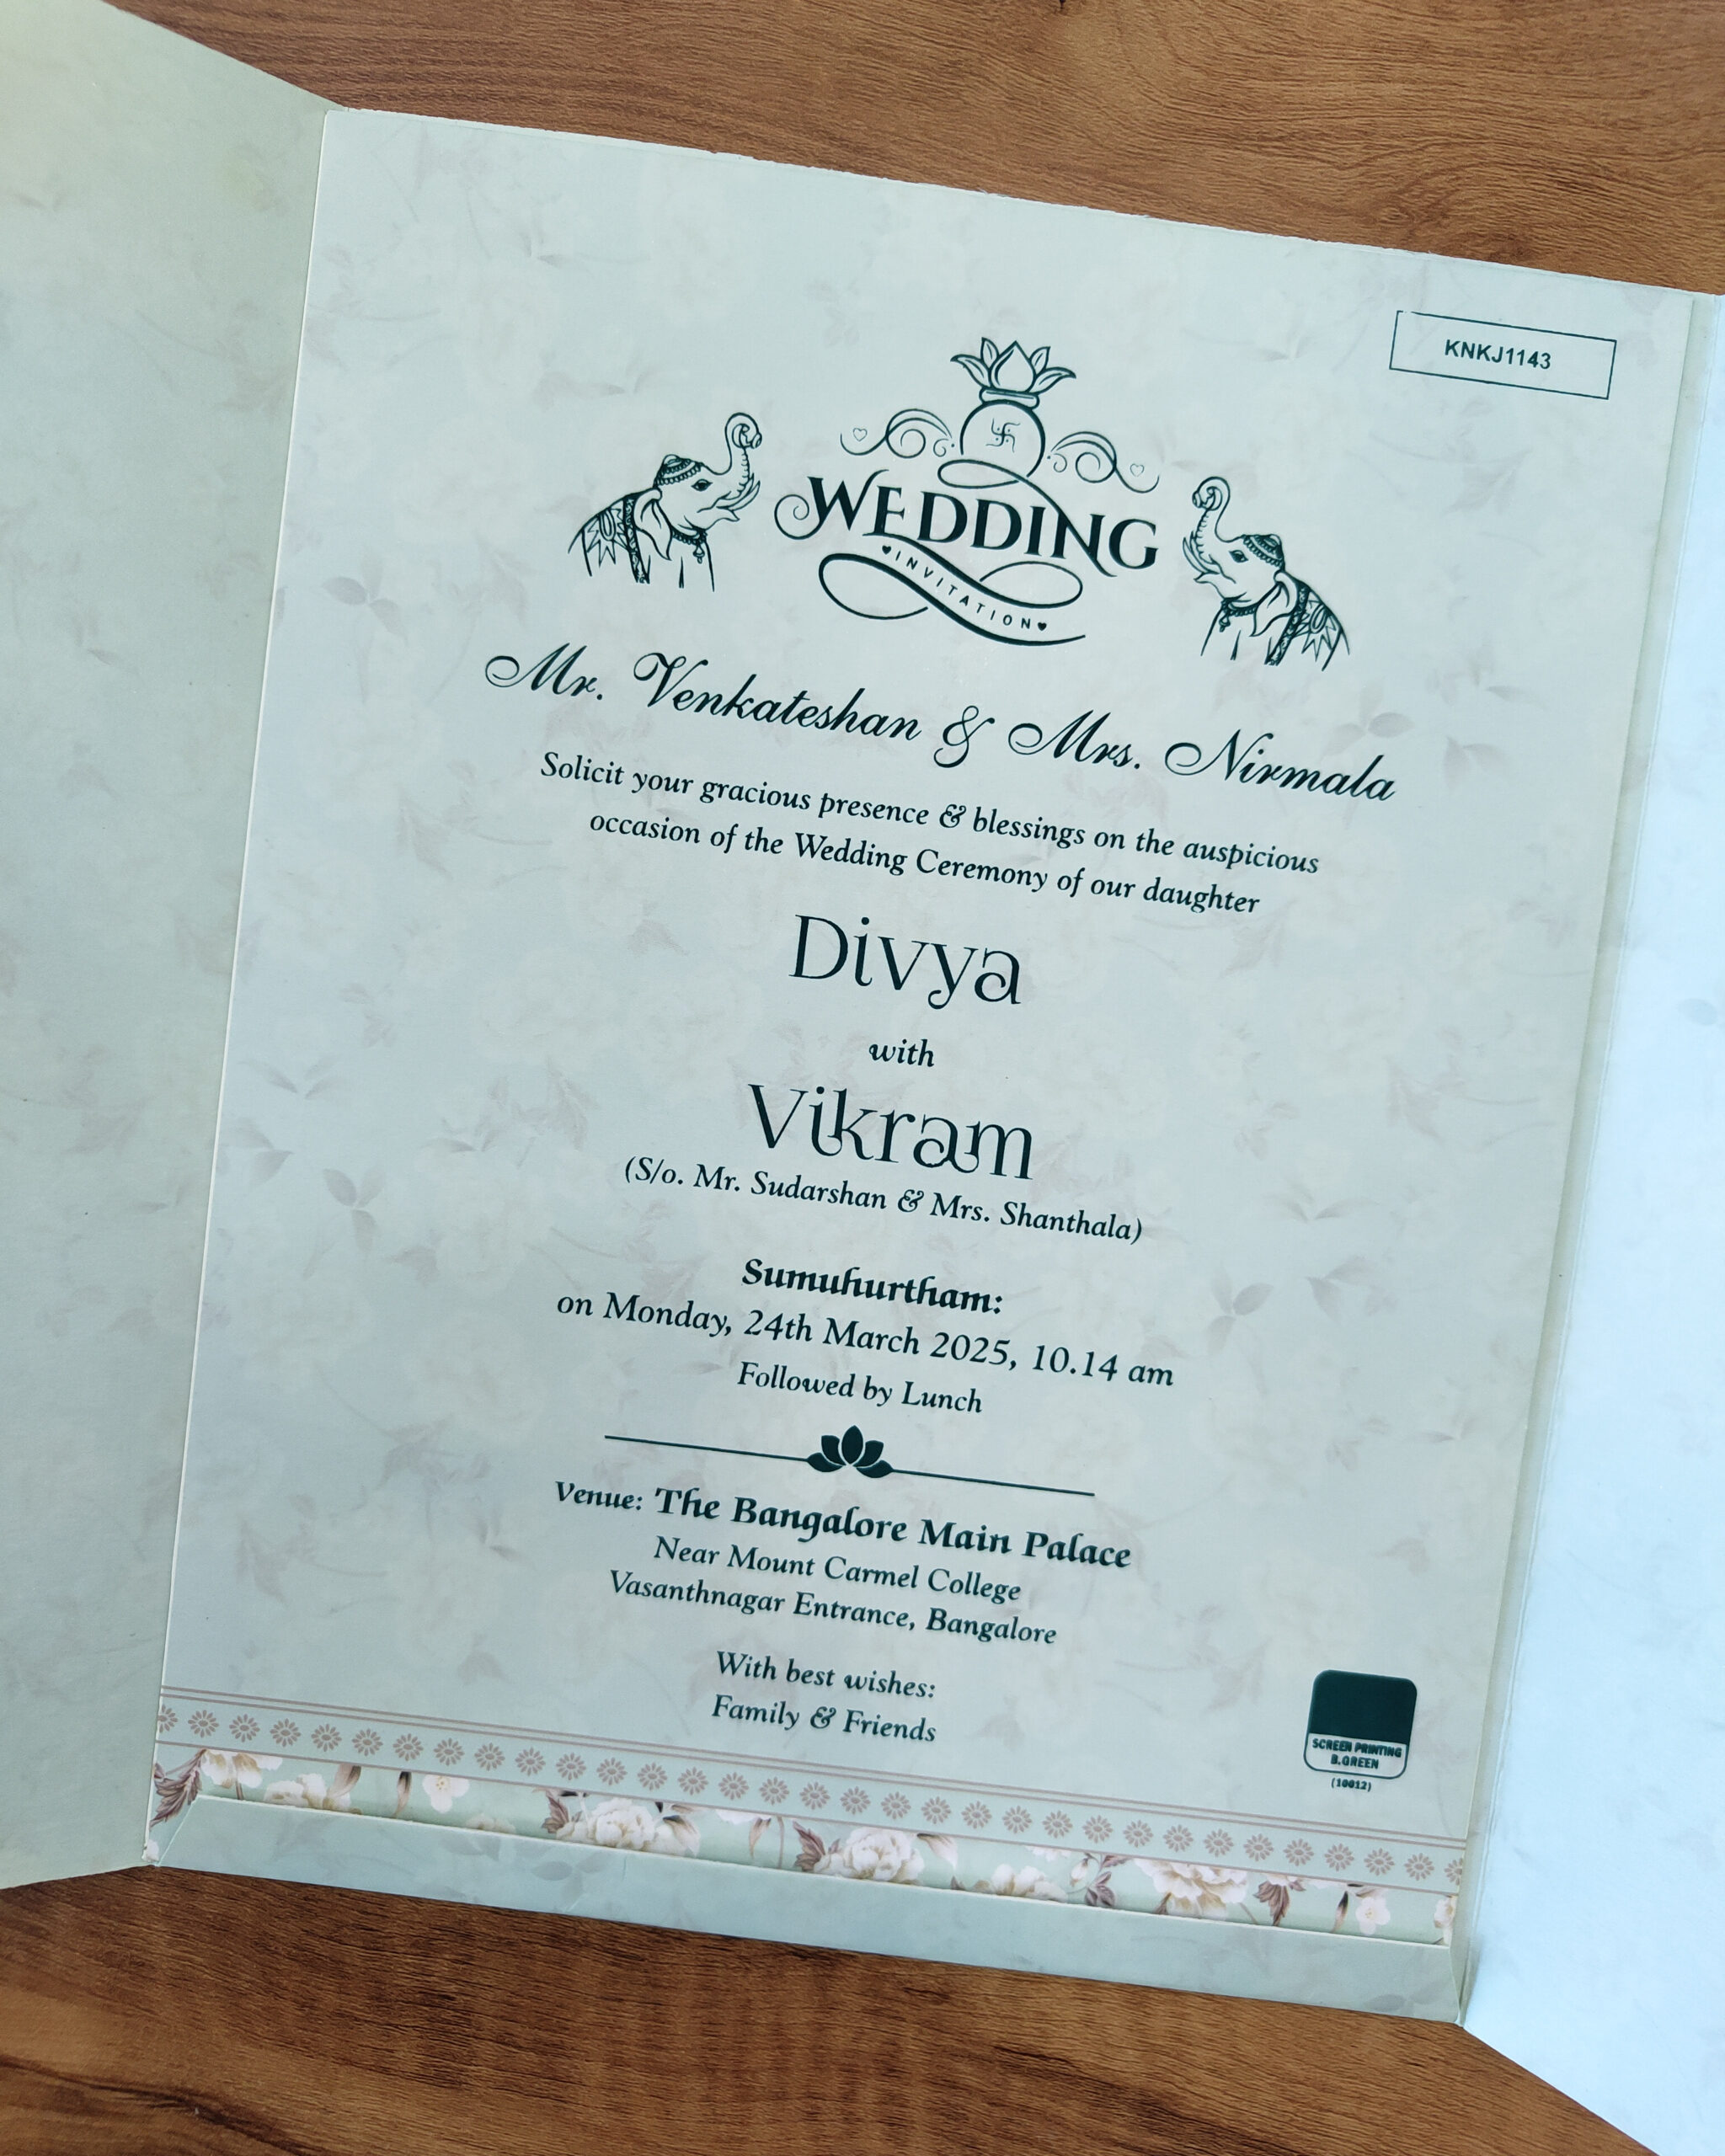 KNKJ1143
WEDDING
INVITATION
Mr. Venkateshan & Mrs. Nirmala
Solicit your gracious presence & blessings on the auspicious
occasion of the Wedding Ceremony of our daughter
Divya
with
Vikram
(S/o. Mr. Sudarshan & Mrs. Shanthala)
Sumuhurtham:
on Monday, 24th March 2025, 10.14 am
Followed by Lunch
Venue: The Bangalore Main Palace
Near Mount Carmel College
Vasanthnagar Entrance, Bangalore
With best wishes:
Family & Friends
SCREEN PRINTING
B.GREEN
(10012)